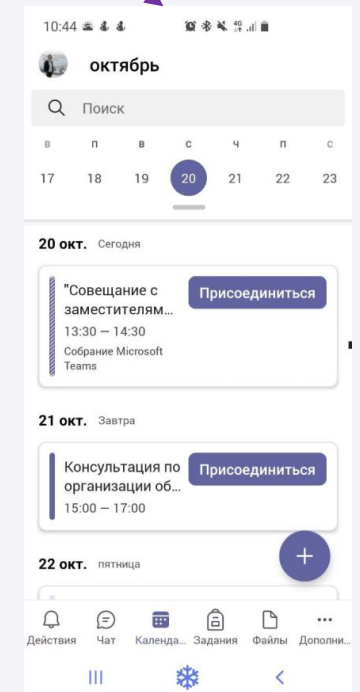 10:44
октябрь
Поиск
в п в с ч п с
17 18 19 20 21 22 23
20 окт. Сегодня
"Совещание с
заместителям...
Присоединиться
13:30 — 14:30
Собрание Microsoft
Teams
21 окт. Завтра
Консультация по
организации об...
Присоединиться
15:00 — 17:00
22 окт. пятница
Действия Чат Календа... Задания Файлы Дополни...